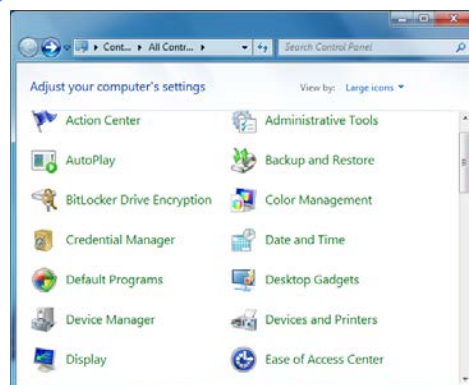 Cont... All Contr...
Search Control Panel
Adjust your computer's settings
View by: Large icons
Action Center
Administrative Tools
AutoPlay
Backup and Restore
BitLocker Drive Encryption
Color Management
Credential Manager
Date and Time
Default Programs
Desktop Gadgets
Device Manager
Devices and Printers
Display
Ease of Access Center